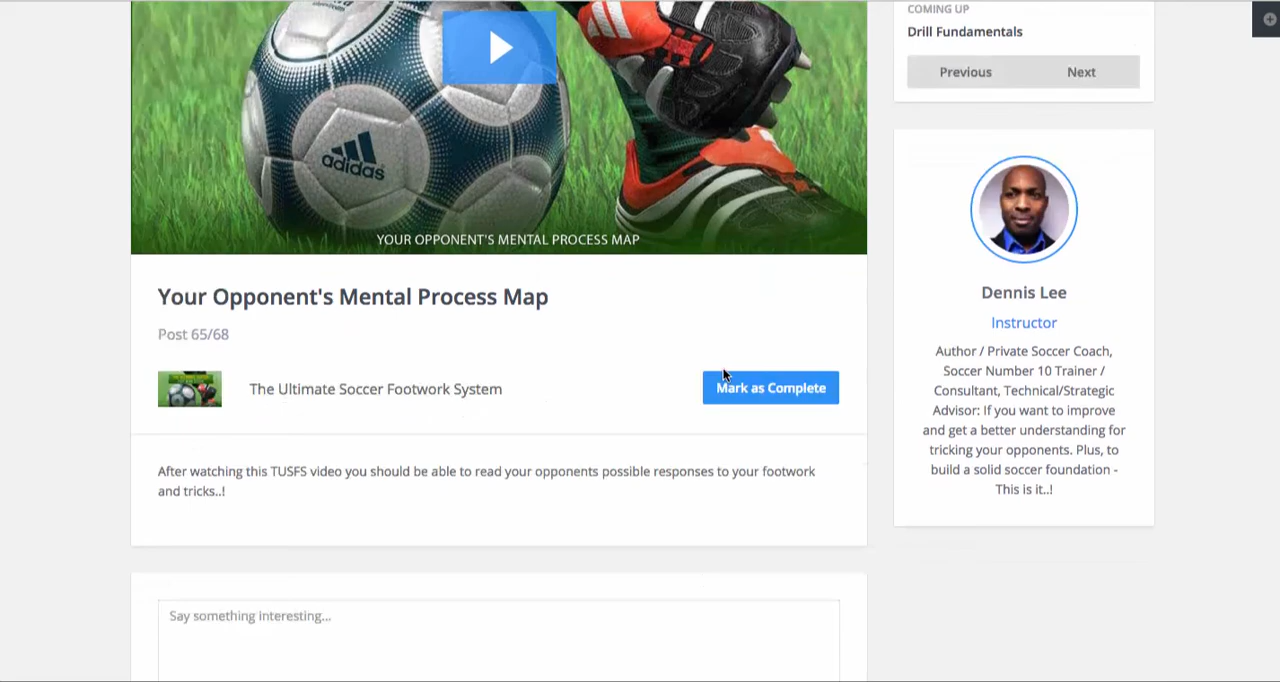 COMING UP
Drill Fundamentals
Previous
Next
adidas
YOUR OPPONENT'S MENTAL PROCESS MAP
Your Opponent's Mental Process Map
Post 65/68
The Ultimate Soccer Footwork System
Mark as Complete
After watching this TUSFS video you should be able to read your opponents possible responses to your footwork
and tricks..!
Say something interesting...
Dennis Lee
Instructor
Author / Private Soccer Coach,
Soccer Number 10 Trainer /
Consultant, Technical/Strategic
Advisor: If you want to improve
and get a better understanding for
tricking your opponents. Plus, to
build a solid soccer foundation -
This is it..!